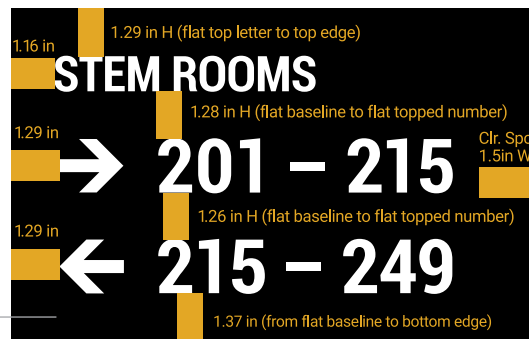 1.29 in H (flat top letter to top edge)
1.16 in
STEM ROOMS
1.28 in H (flat baseline to flat topped number)
1.29 in
→ 201 – 215
Clr. Spc
1.5in W
1.26 in H (flat baseline to flat topped number)
1.29 in
← 215 – 249
1.37 in (from flat baseline to bottom edge)